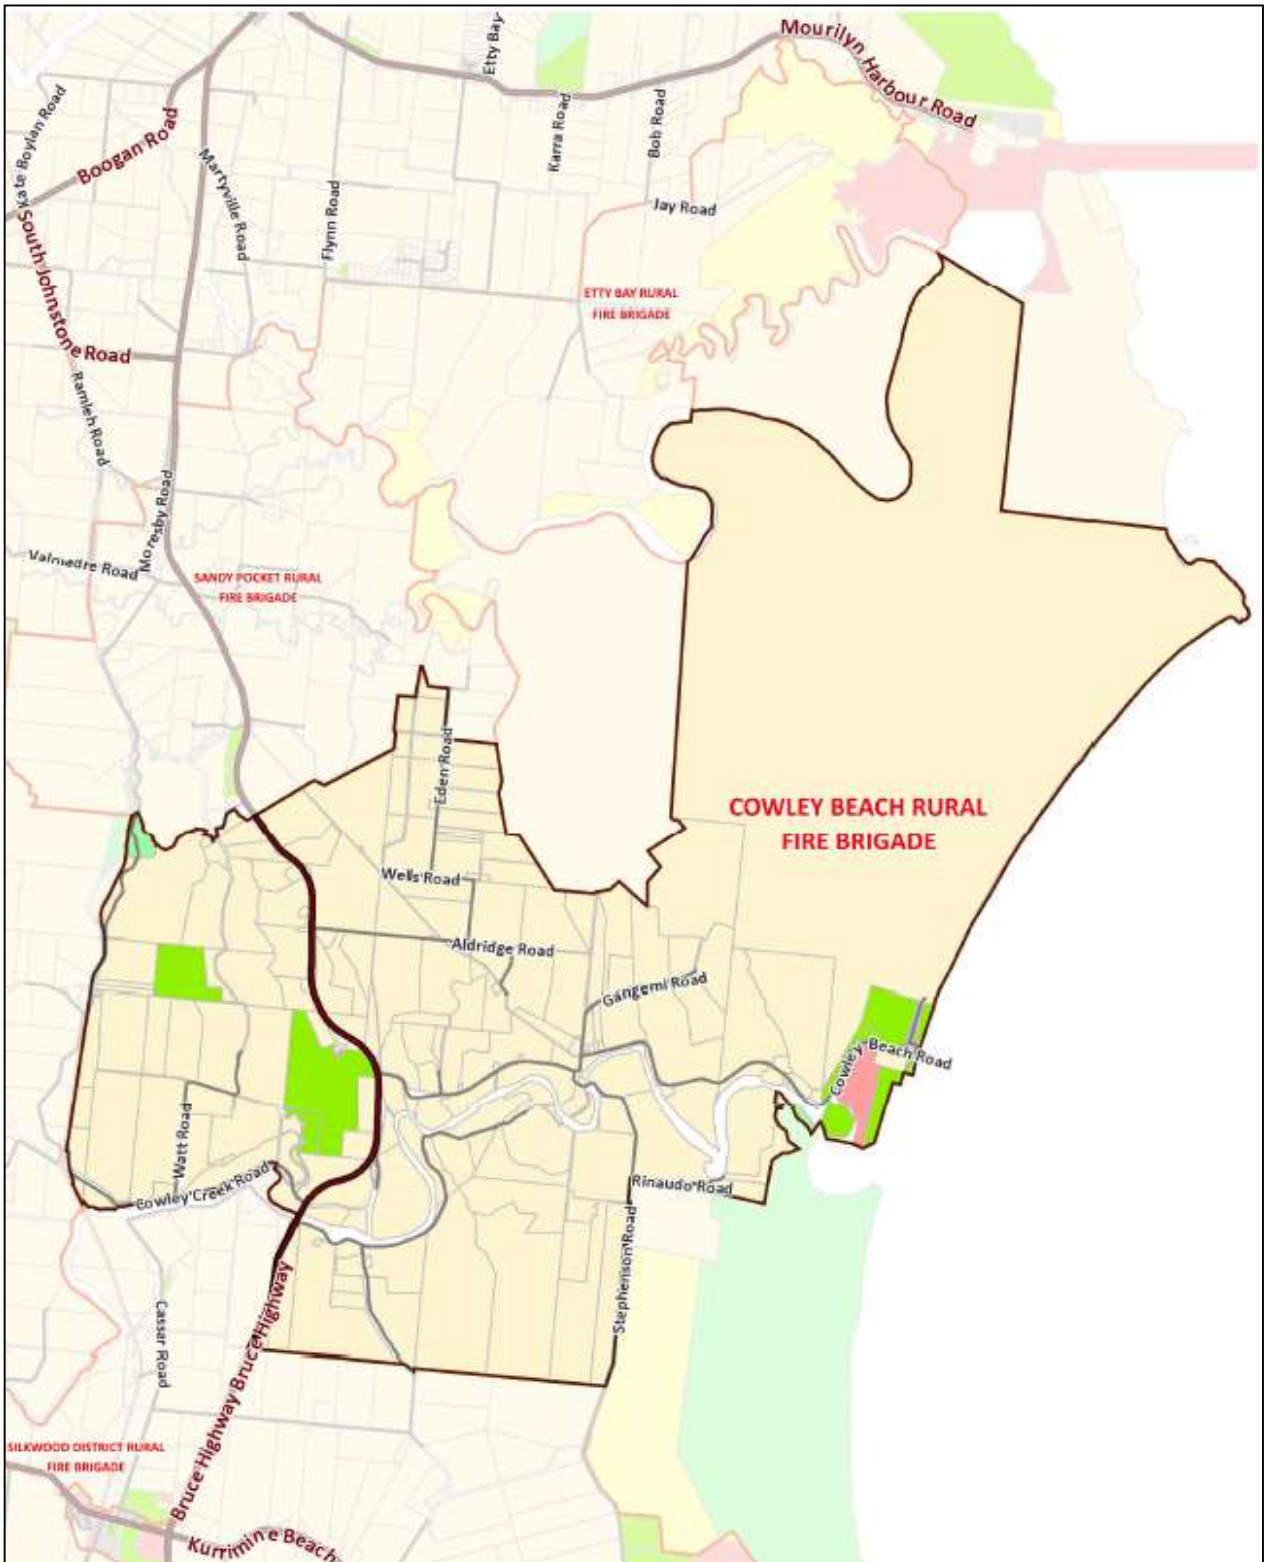 Mourilyn Harbour Road
Etty Bay
Kate Boylan Road
Boogan Road
Karra Road
Bob Road
Martyville Road
Flynn Road
Jay Road
South Johnstone Road
ETTY BAY RURAL
FIRE BRIGADE
Ramleh Road
Moresby Road
Valmadre Road
SANDY POCKET RURAL
FIRE BRIGADE
Eden Road
COWLEY BEACH RURAL
FIRE BRIGADE
Wells Road
Aldridge Road
Gangemi Road
Cowley Beach Road
Watt Road
Cowley Creek Road
Rinaudo Road
Stephenson Road
Cassar Road
Bruce Highway
Bruce Highway
SILKWOOD DISTRICT RURAL
FIRE BRIGADE
Kurrimine Beach